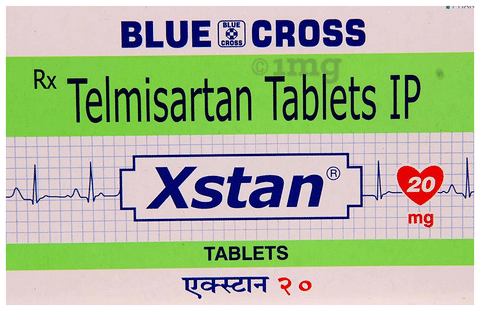 BLUE BLUE CROSS CROSS
Rx Telmisartan Tablets IP
©1mg
Xstan®
20
mg
TABLETS
एक्स्टान २०